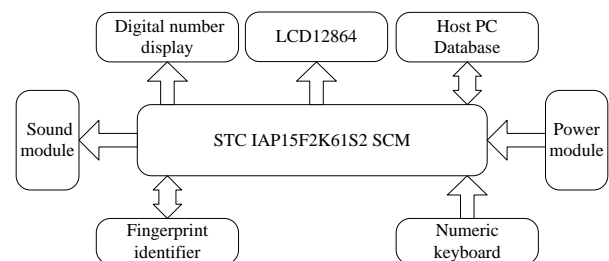 Digital number
display
LCD12864
Host PC
Database
Sound
module
STC IAP15F2K61S2 SCM
Power
module
Fingerprint
identifier
Numeric
keyboard